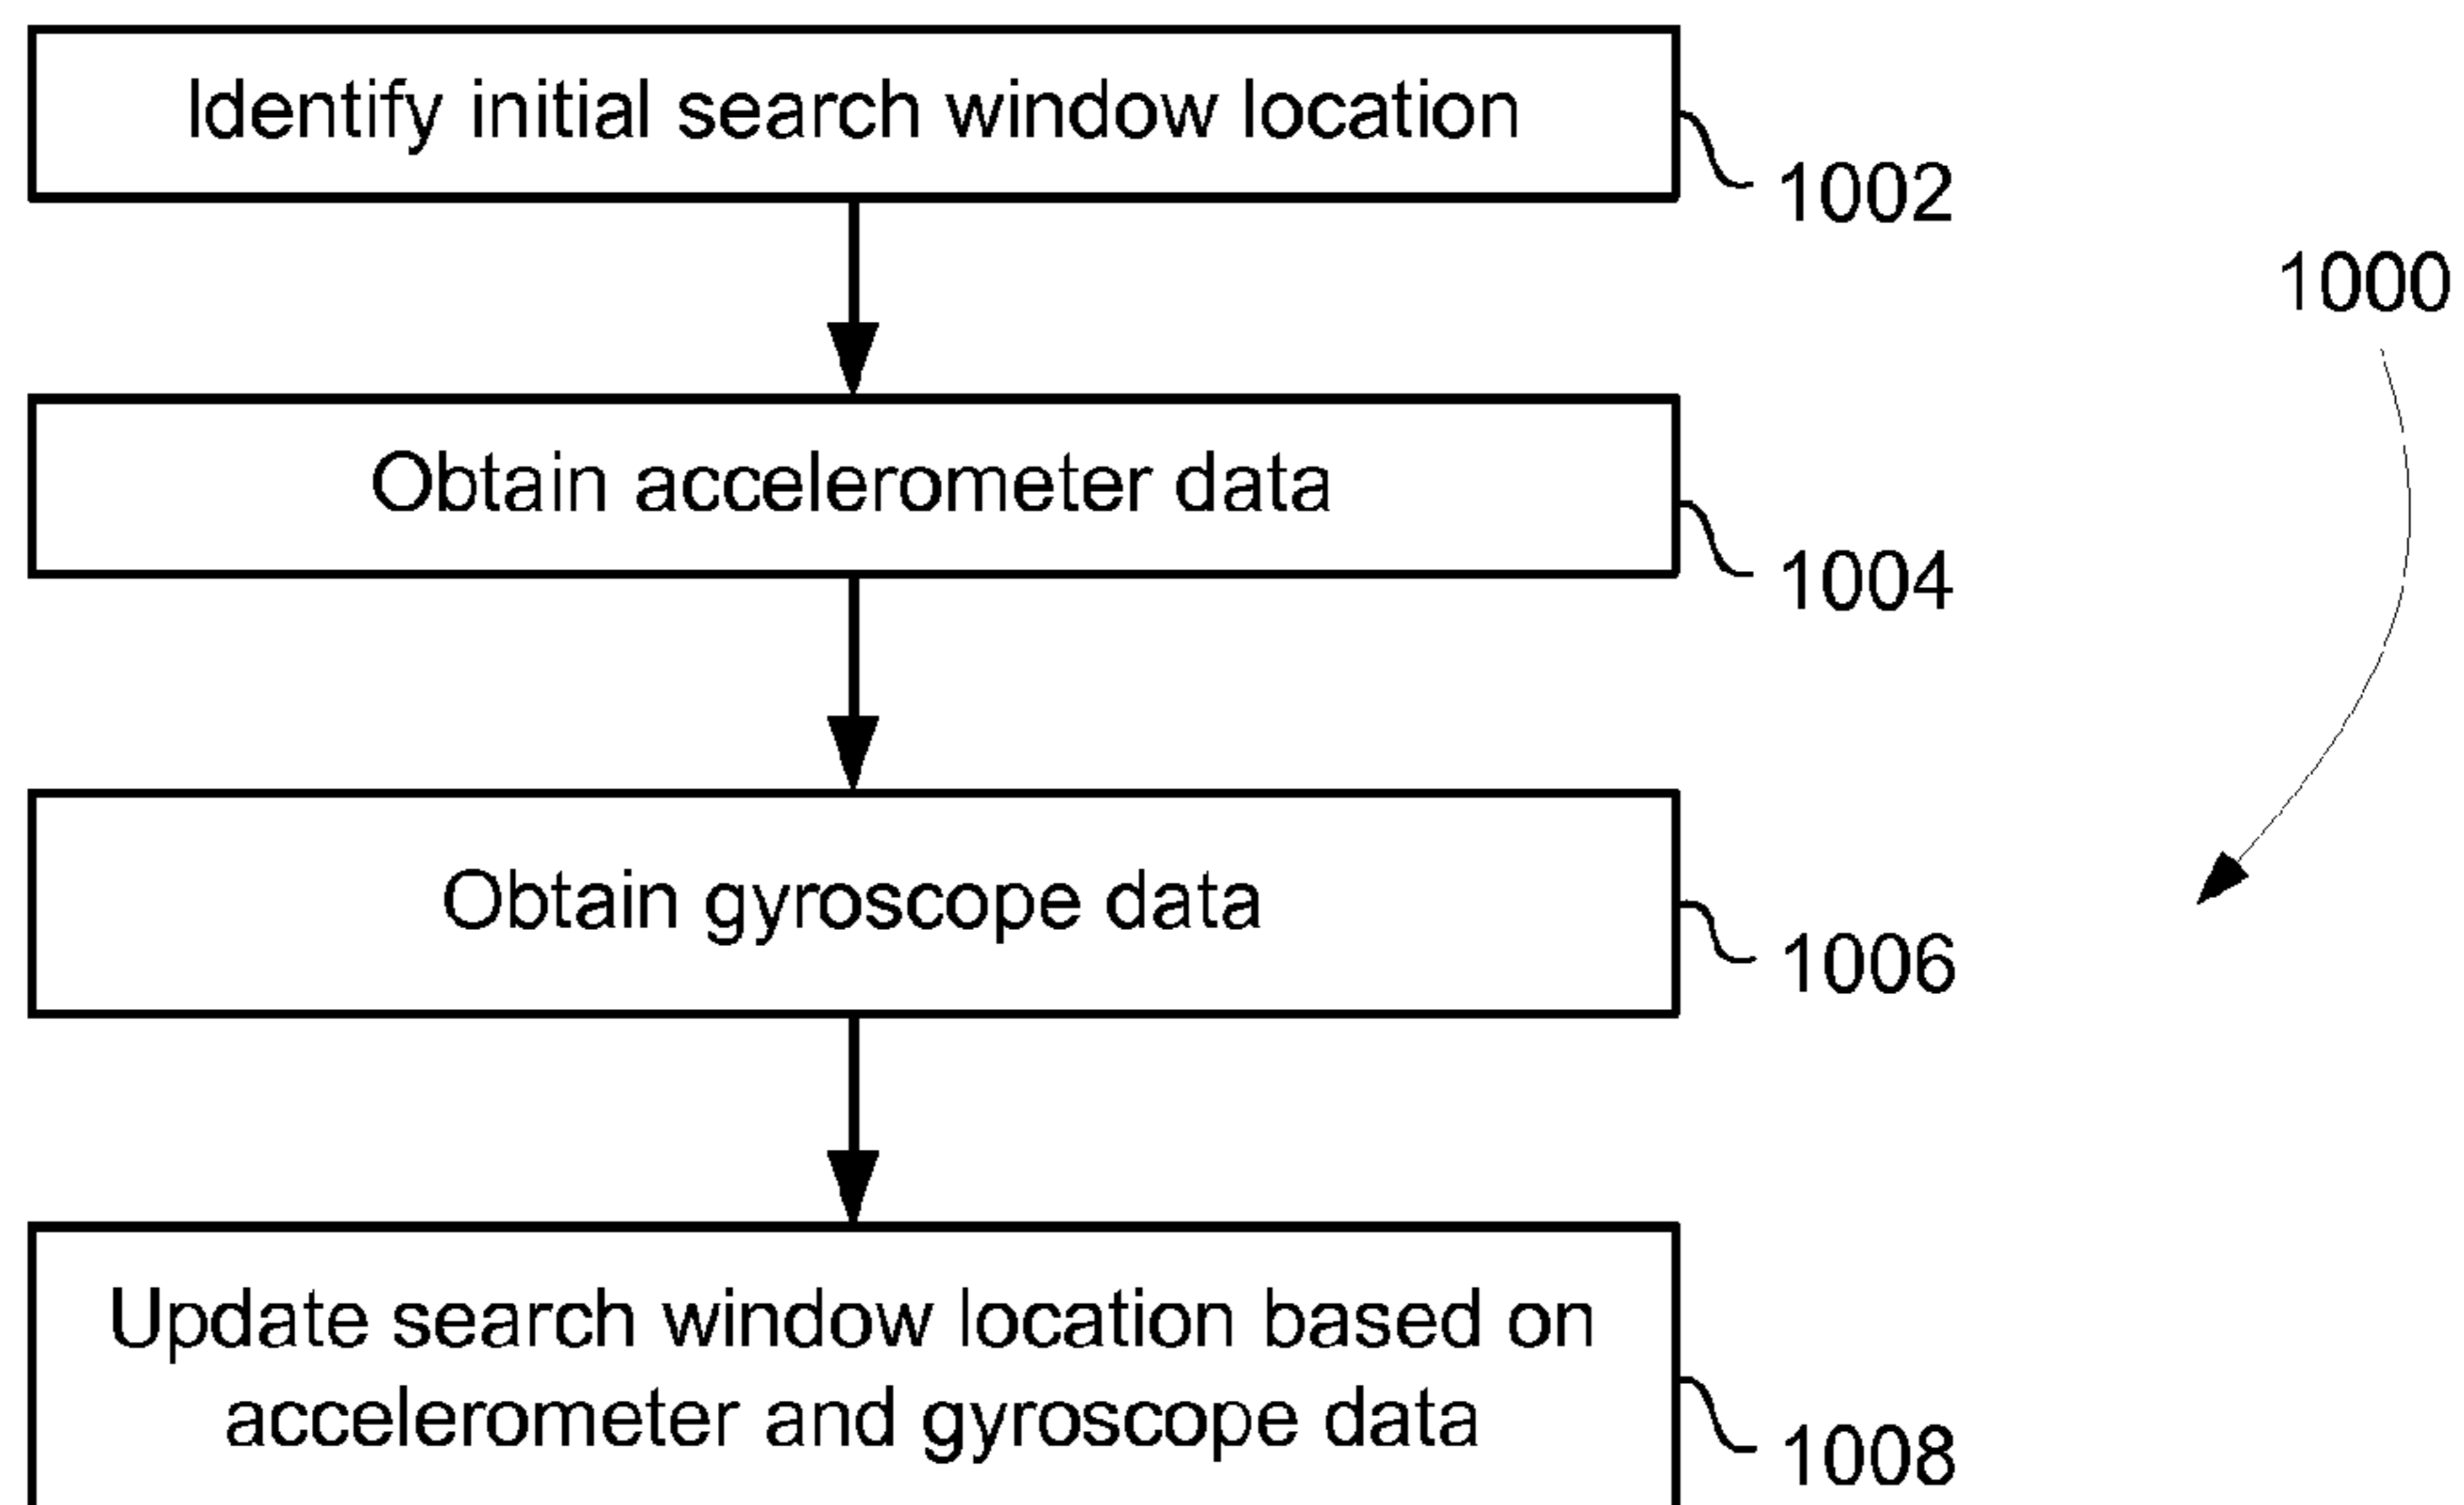 Identify initial search window location
1002
1000
Obtain accelerometer data
1004
Obtain gyroscope data
1006
Update search window location based on
accelerometer and gyroscope data
1008